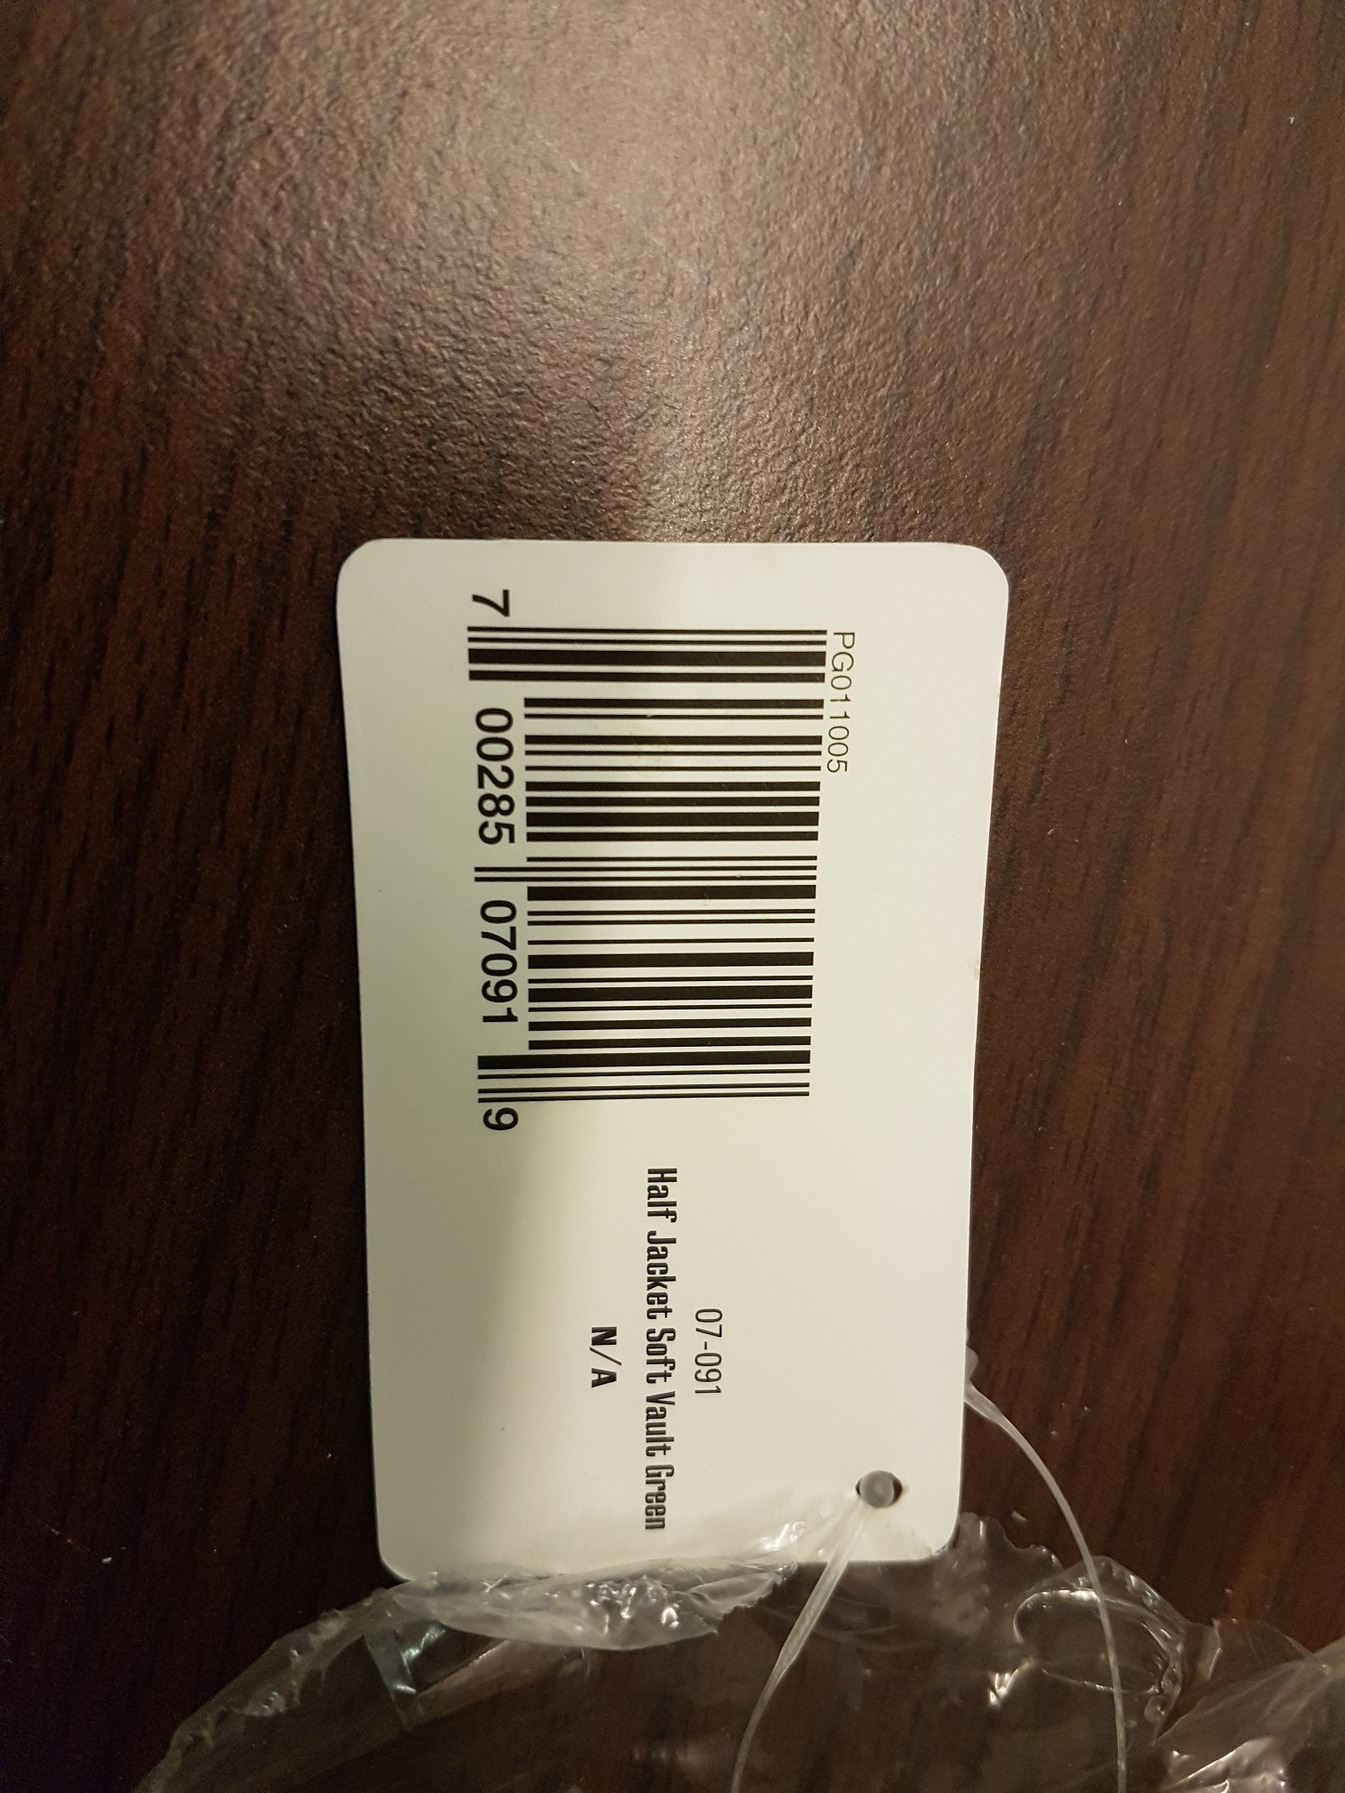 PG011005
7 00285 07091 9
07-091
Half Jacket Soft Vault Green
N/A